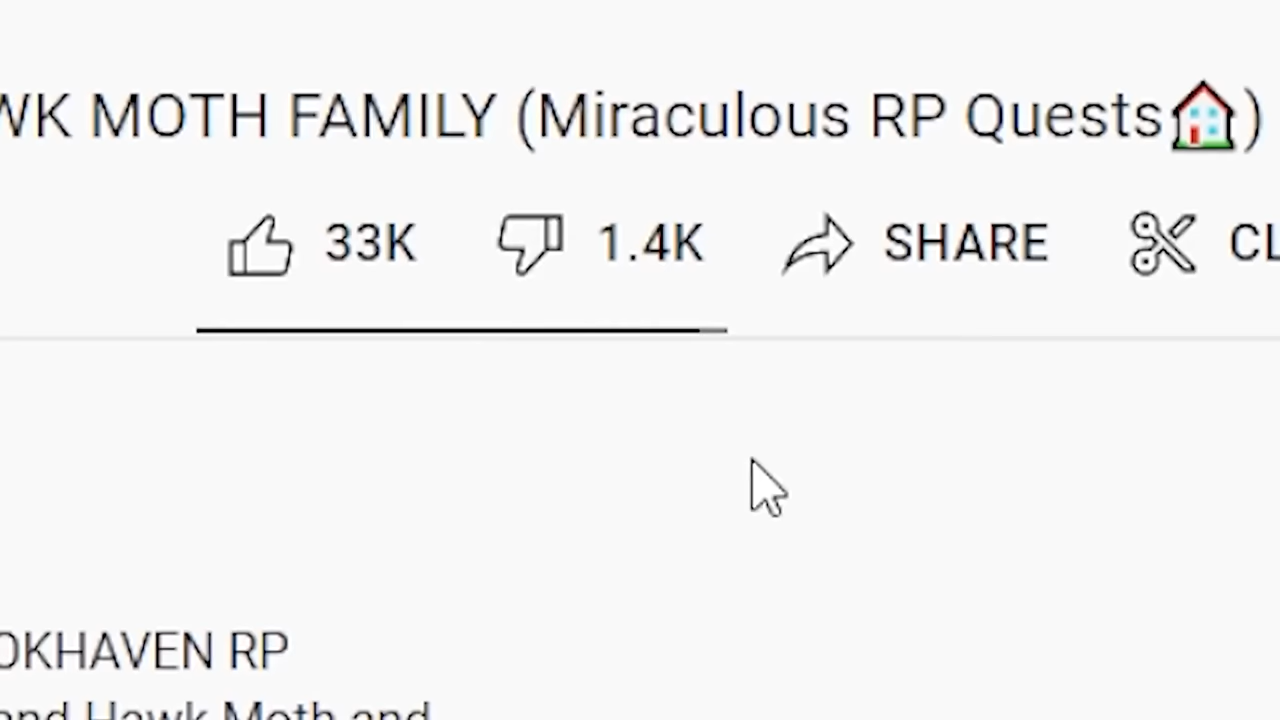 WK MOTH FAMILY (Miraculous RP Quests🏠)
33K 1.4K SHARE CL
OKHAVEN RP
and Hawk Moth and